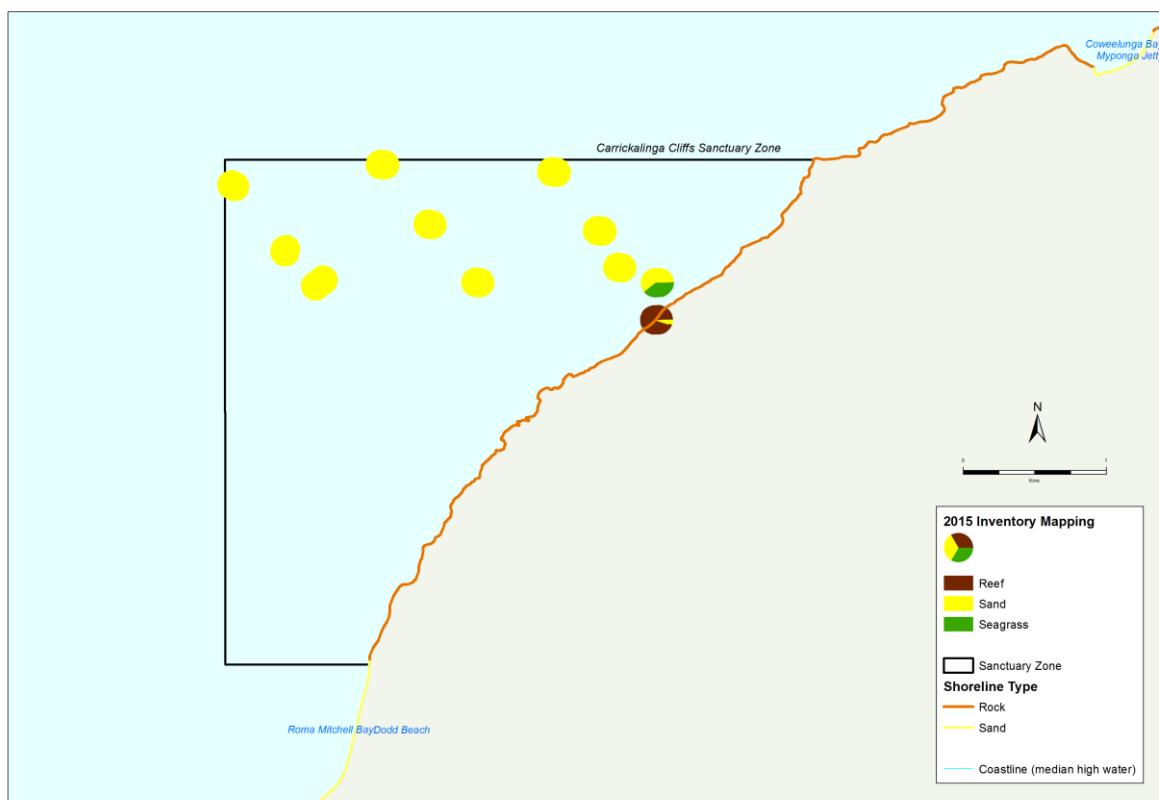 Coweelunga Bay
Myponga Jett
Carrickalinga Cliffs Sanctuary Zone
N
0 1
Kms
2015 Inventory Mapping
Reef
Sand
Seagrass
Sanctuary Zone
Shoreline Type
Rock
Sand
Coastline (median high water)
Roma Mitchell BayDodd Beach